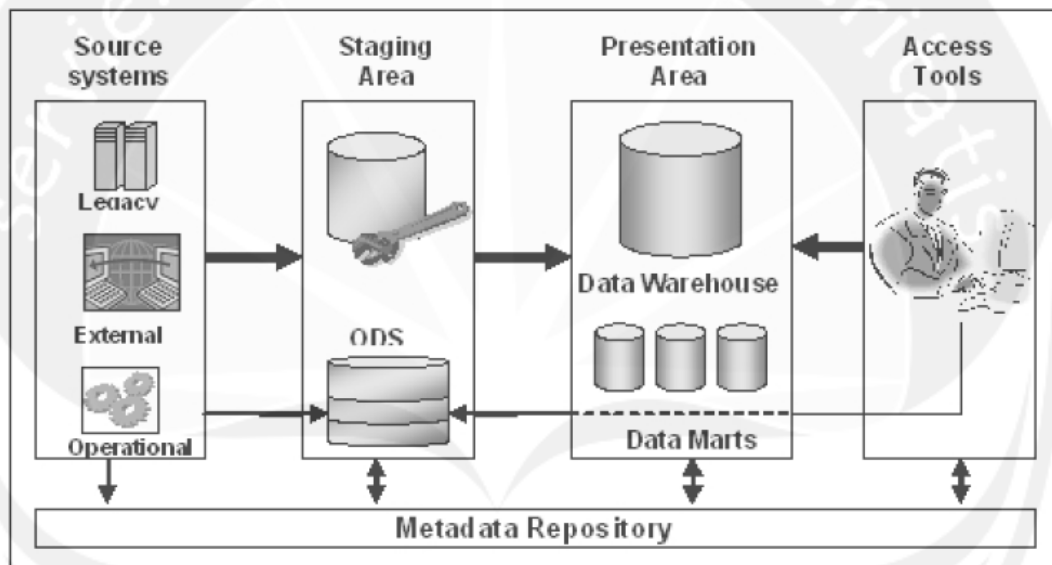 Source
systems
Staging
Area
Presentation
Area
Access
Tools
Legacy
External
Operational
ODS
Data Warehouse
Data Marts
Metadata Repository